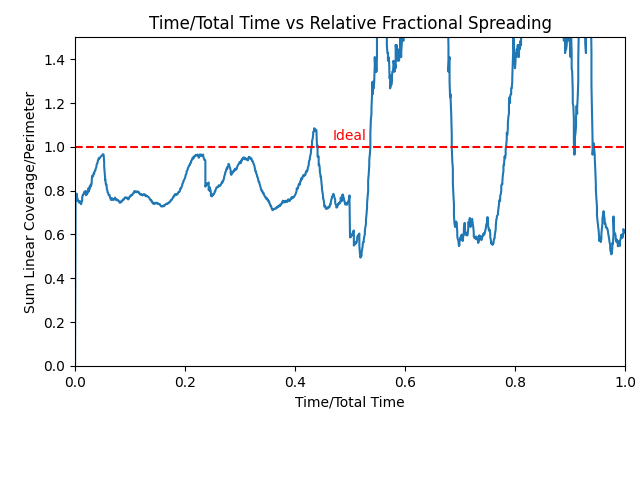 Time/Total Time vs Relative Fractional Spreading
Sum Linear Coverage/Perimeter
1.4
1.2
1.0
0.8
0.6
0.4
0.2
0.0
Ideal
0.0 0.2 0.4 0.6 0.8 1.0
Time/Total Time